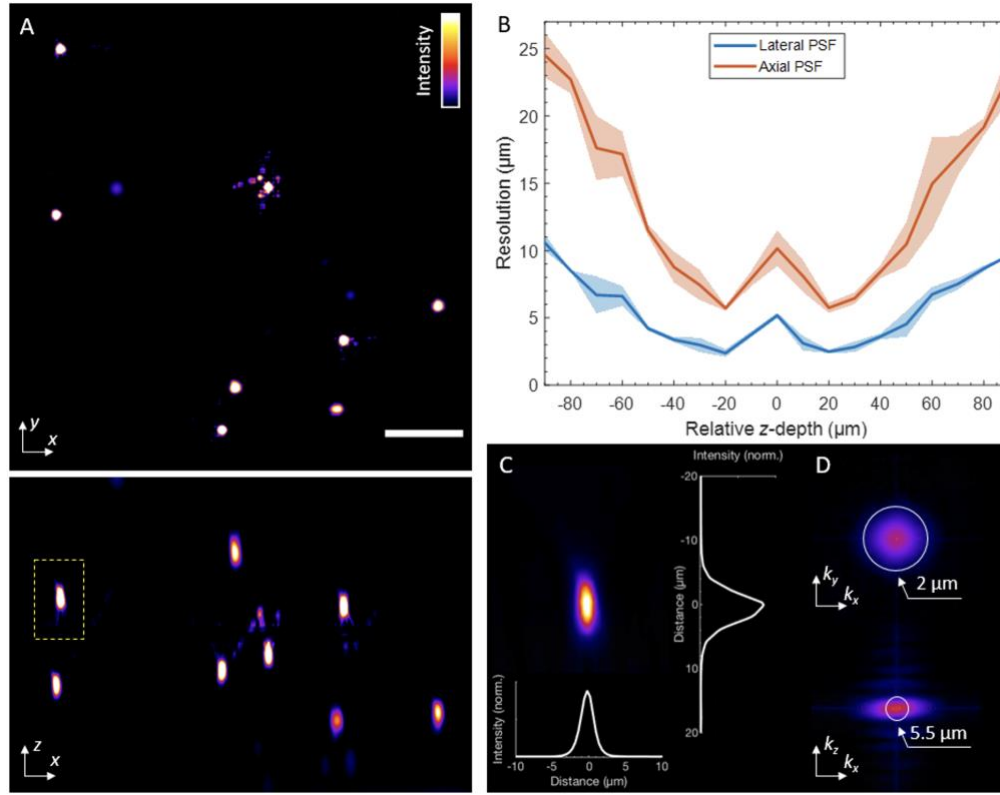 A
Intensity
y
x
z
x
B
Lateral PSF
Axial PSF
Resolution (µm)
25
20
15
10
5
0
-80 -60 -40 -20 0 20 40 60 80
Relative z-depth (µm)
C
Intensity (norm.)
-20
-10
0
10
20
Distance (µm)
Intensity (norm.)
-10 -5 0 5 10
Distance (µm)
D
2 µm
ky
kx
5.5 µm
kz
kx